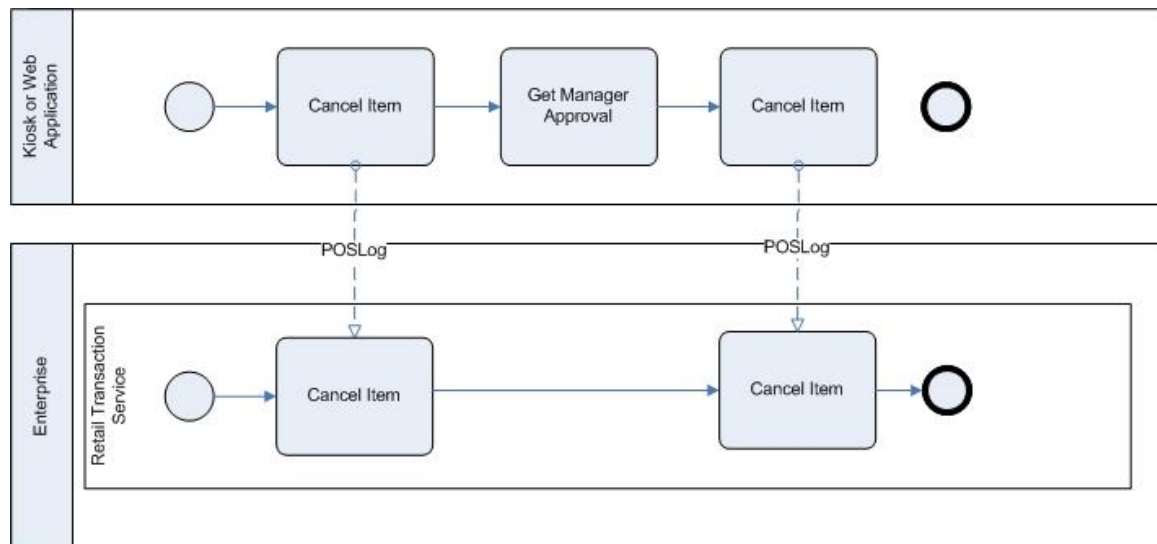 Kiosk or Web
Application
Cancel Item
Get Manager
Approval
Cancel Item
POSLog
POSLog
Enterprise
Retail Transaction
Service
Cancel Item
Cancel Item